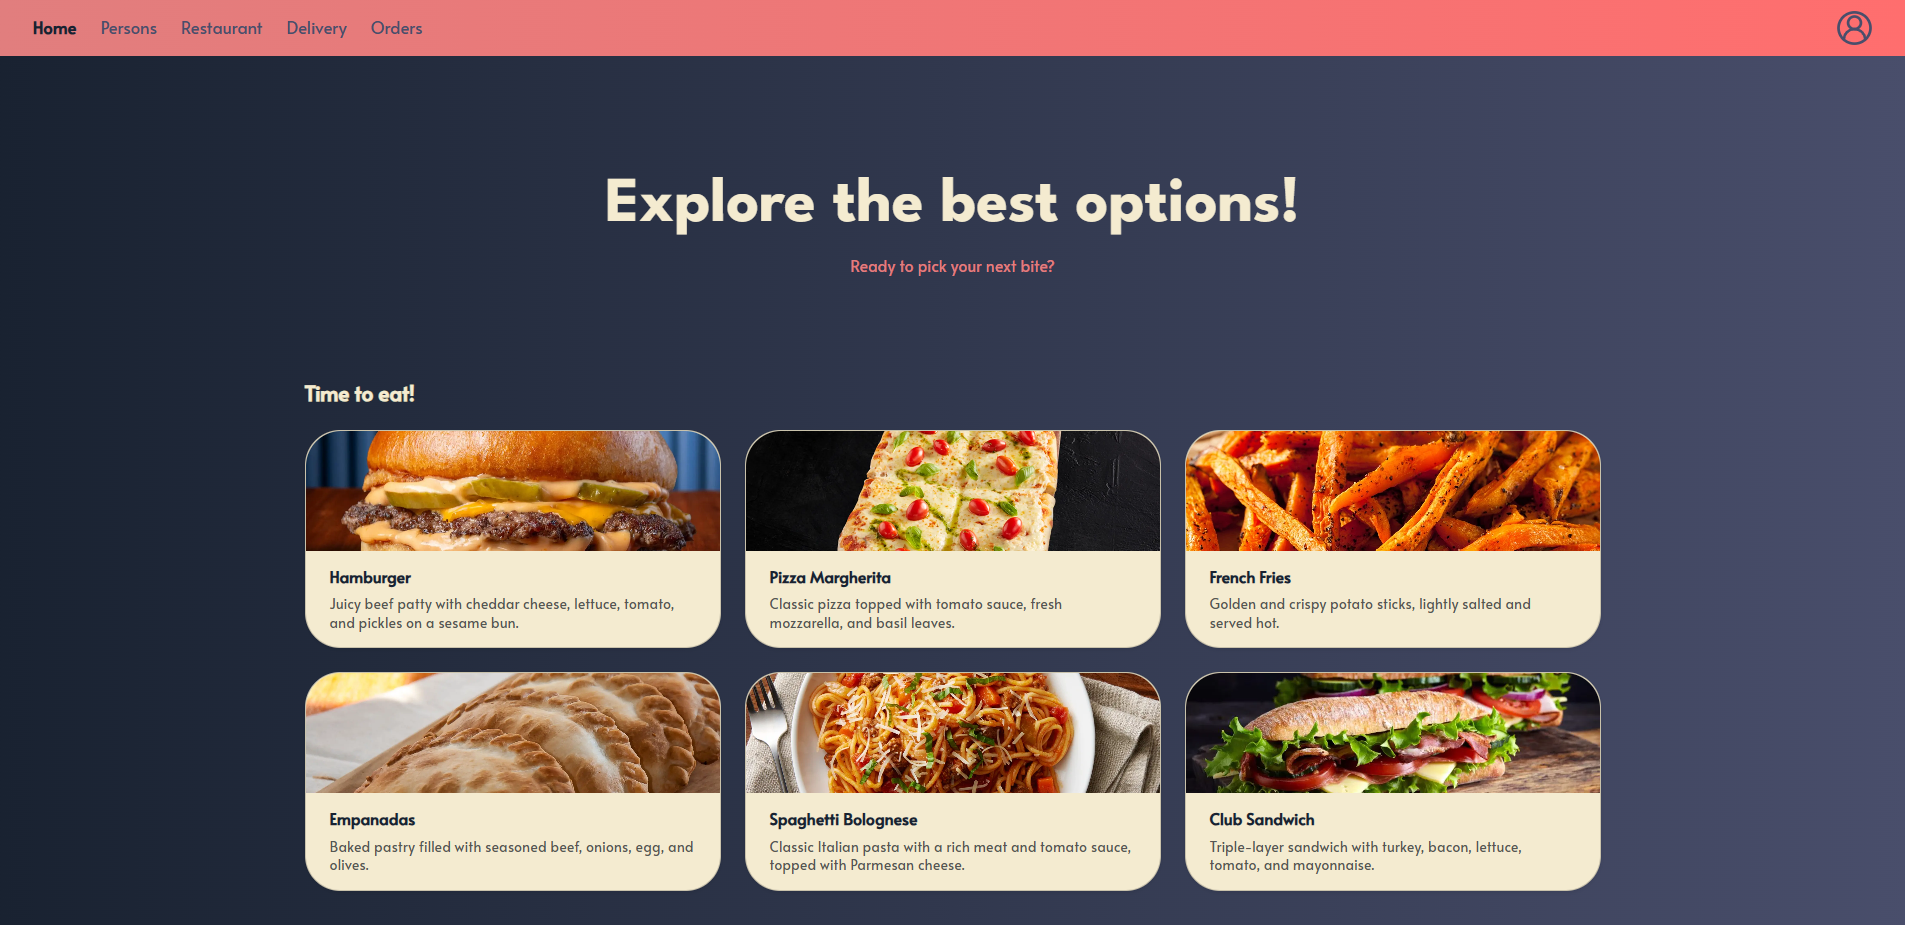 Home Persons Restaurant Delivery Orders
Explore the best options!
Ready to pick your next bite?
Time to eat!
Hamburger
Juicy beef patty with cheddar cheese, lettuce, tomato,
and pickles on a sesame bun.
Pizza Margherita
Classic pizza topped with tomato sauce, fresh
mozzarella, and basil leaves.
French Fries
Golden and crispy potato sticks, lightly salted and
served hot.
Empanadas
Baked pastry filled with seasoned beef, onions, egg, and
olives.
Spaghetti Bolognese
Classic Italian pasta with a rich meat and tomato sauce,
topped with Parmesan cheese.
Club Sandwich
Triple-layer sandwich with turkey, bacon, lettuce,
tomato, and mayonnaise.